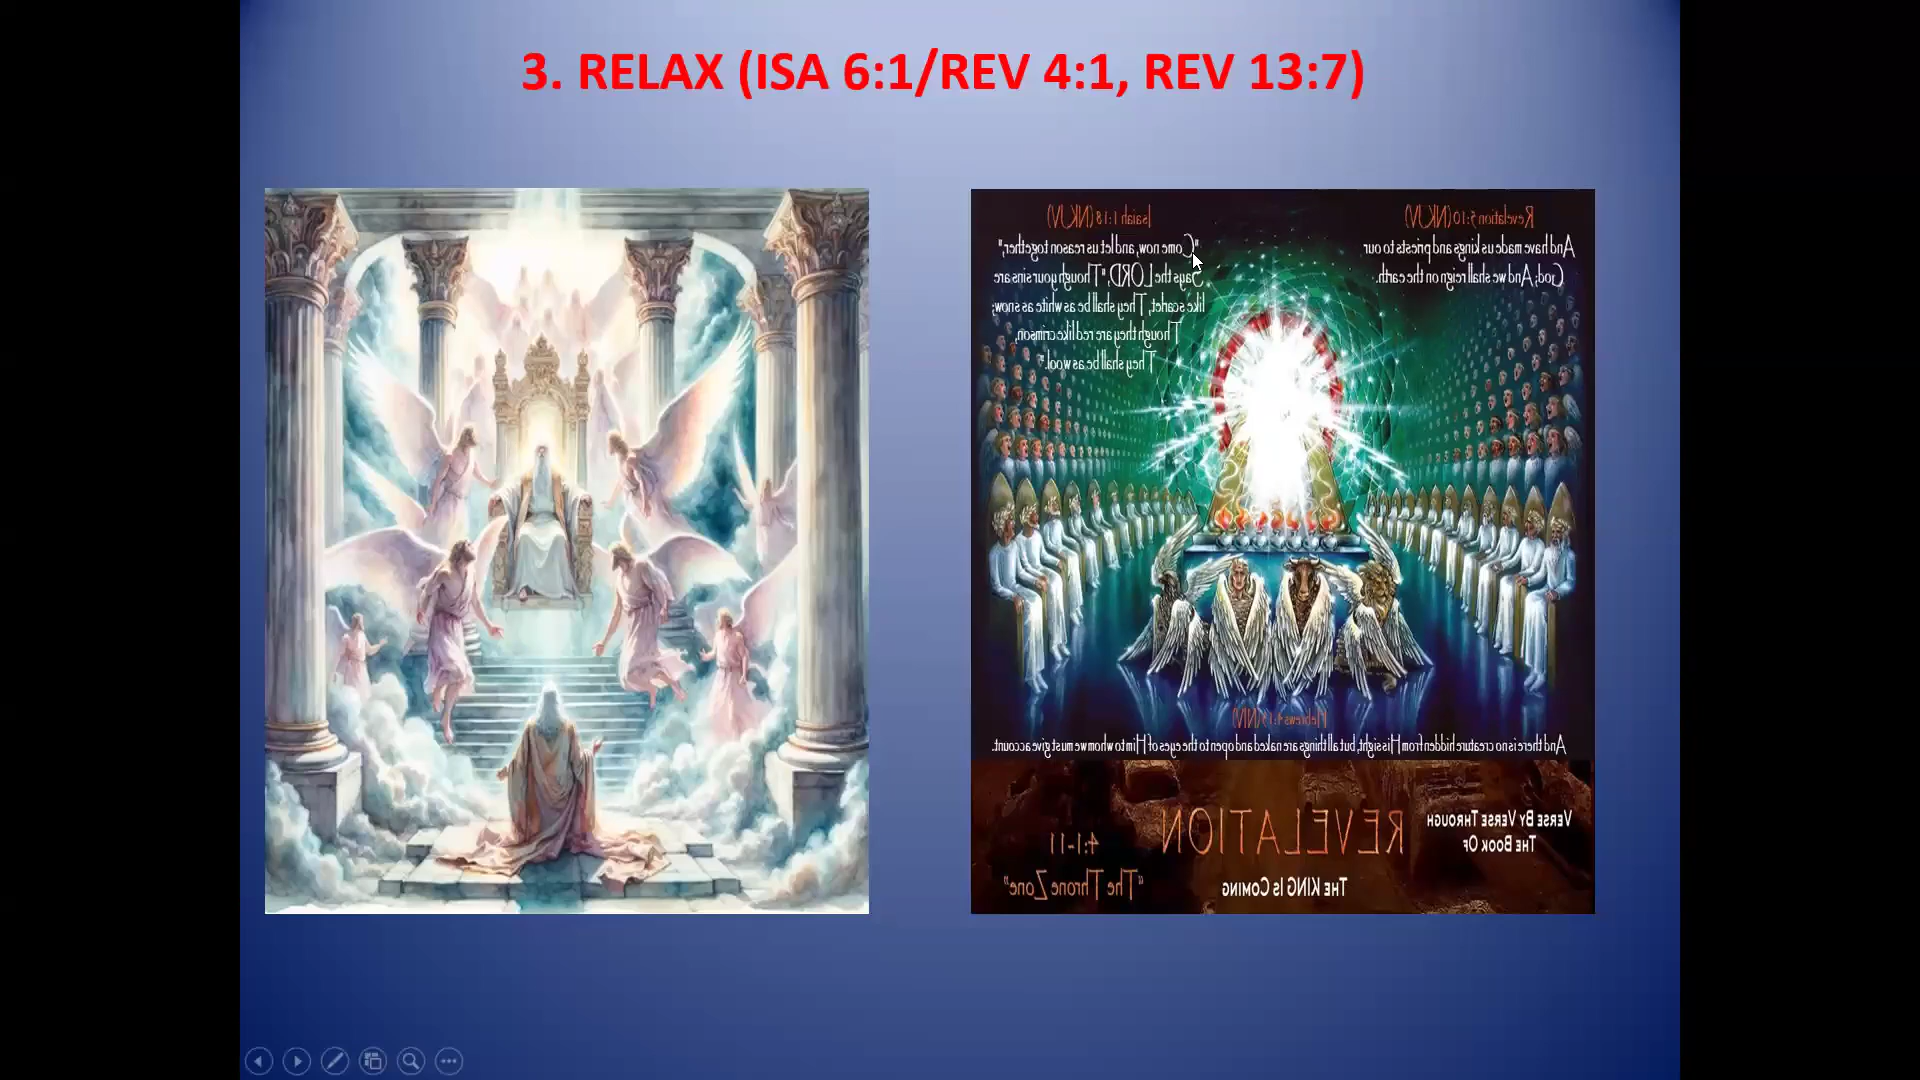 3. RELAX (ISA 6:1/REV 4:1, REV 13:7)
Isaiah 1:18 (NKJV)
"Come now, and let us reason together,"
Says the LORD, "Though your sins are
like scarlet, They shall be as white as snow;
Though they are red like crimson,
They shall be as wool."
Revelation 5:10 (NKJV)
And have made us kings and priests to our
God; And we shall reign on the earth.
Hebrews 4:13 (NIV)
And there is no creature hidden from His sight, but all things are naked and open to the eyes of Him to whom we must give account.
VERSE BY VERSE THROUGH
THE BOOK OF
REVELATION
4:1-11
"The Throne Zone"
THE KING IS COMING